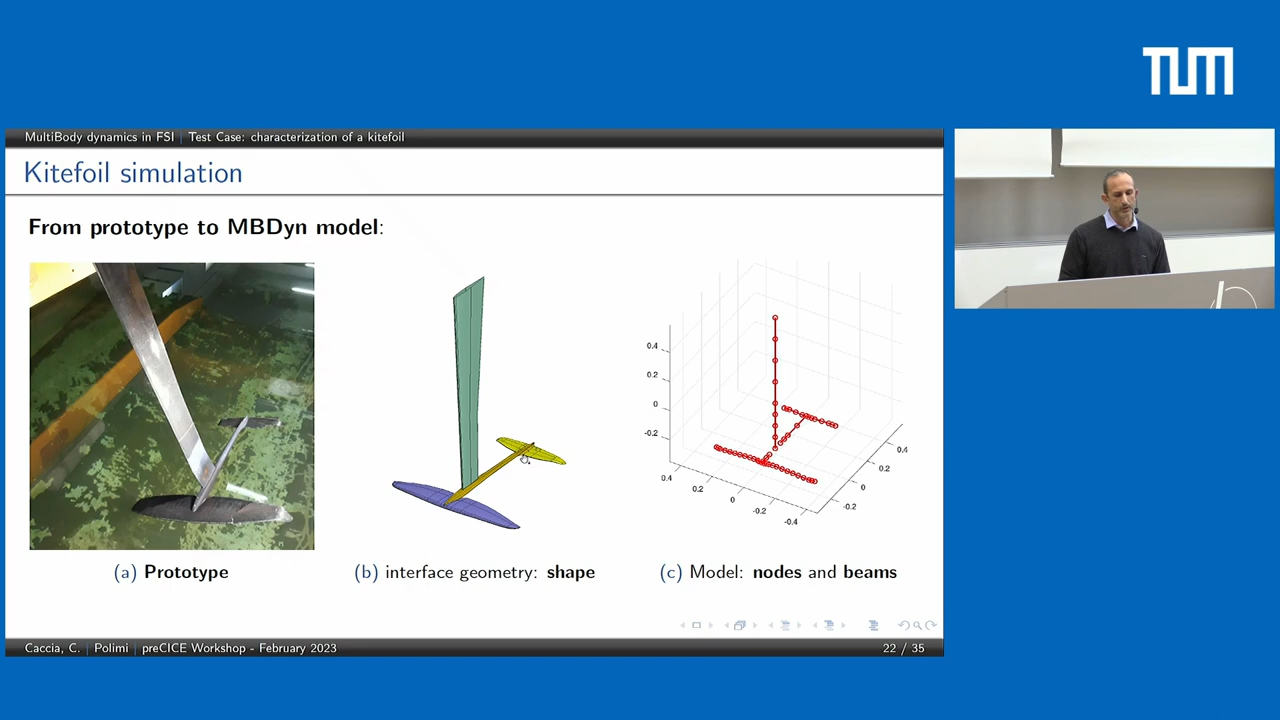 TUM
MultiBody dynamics in FSI | Test Case: characterization of a kitefoil
Kitefoil simulation
From prototype to MBDyn model:
0.4
0.2
0
-0.2
0.4
0.2
0
-0.2
-0.4
0.4
0.2
0
-0.2
(a) Prototype
(b) interface geometry: shape
(c) Model: nodes and beams
Caccia, C. | Polimi | preCICE Workshop - February 2023
22 / 35